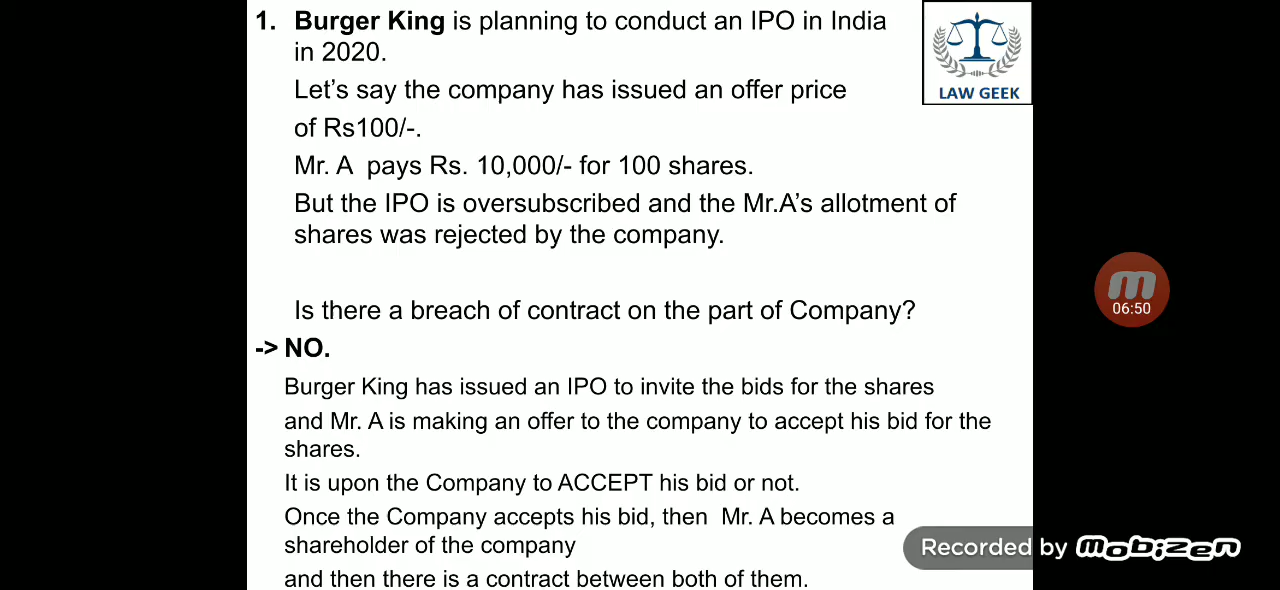 1. Burger King is planning to conduct an IPO in India
in 2020.
Let's say the company has issued an offer price
of Rs100/-.
Mr. A pays Rs. 10,000/- for 100 shares.
But the IPO is oversubscribed and the Mr.A's allotment of
shares was rejected by the company.
LAW GEEK
Is there a breach of contract on the part of Company?
-> NO.
Burger King has issued an IPO to invite the bids for the shares
and Mr. A is making an offer to the company to accept his bid for the
shares.
It is upon the Company to ACCEPT his bid or not.
Once the Company accepts his bid, then Mr. A becomes a
shareholder of the company
and then there is a contract between both of them.
m
06:50
Recorded by mobizen